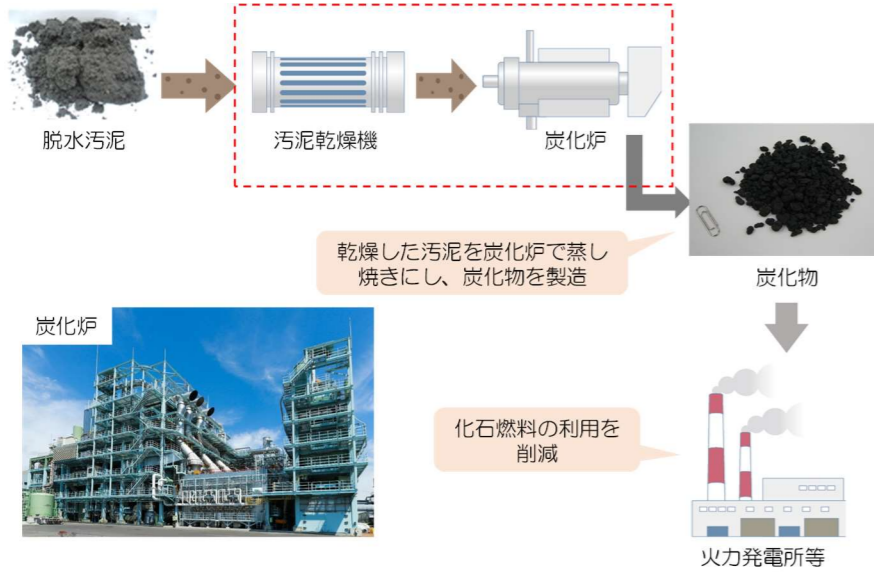 脱水汚泥
汚泥乾燥機
炭化炉
乾燥した汚泥を炭化炉で蒸し
焼きにし、炭化物を製造
炭化物
炭化炉
化石燃料の利用を
削減
火力発電所等